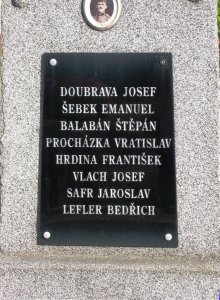 DOUBRAVA JOSEF
ŠEBEK EMANUEL
BALABÁN ŠTĚPÁN
PROCHÁZKA VRATISLAV
HRDINA FRANTIŠEK
VLACH JOSEF
SAFR JAROSLAV
LEFLER BEDŘICH